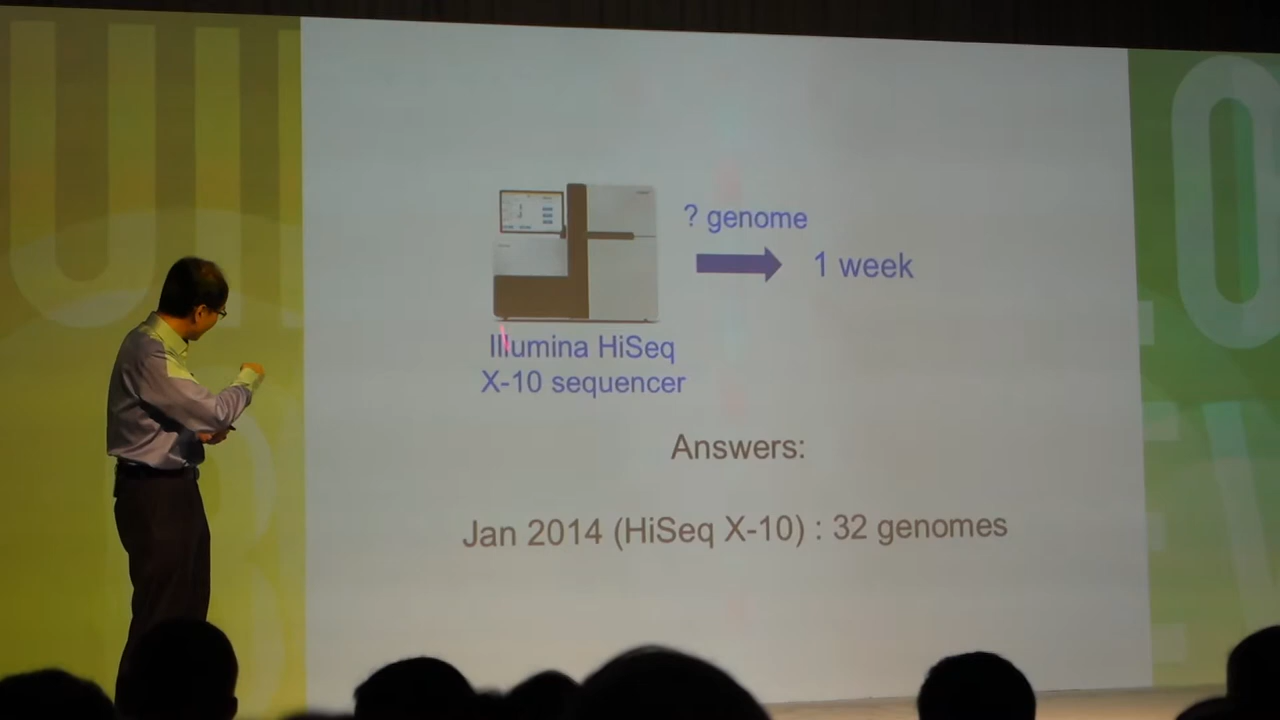 ? genome
1 week
Illumina HiSeq
X-10 sequencer
Answers:
Jan 2014 (HiSeq X-10) : 32 genomes